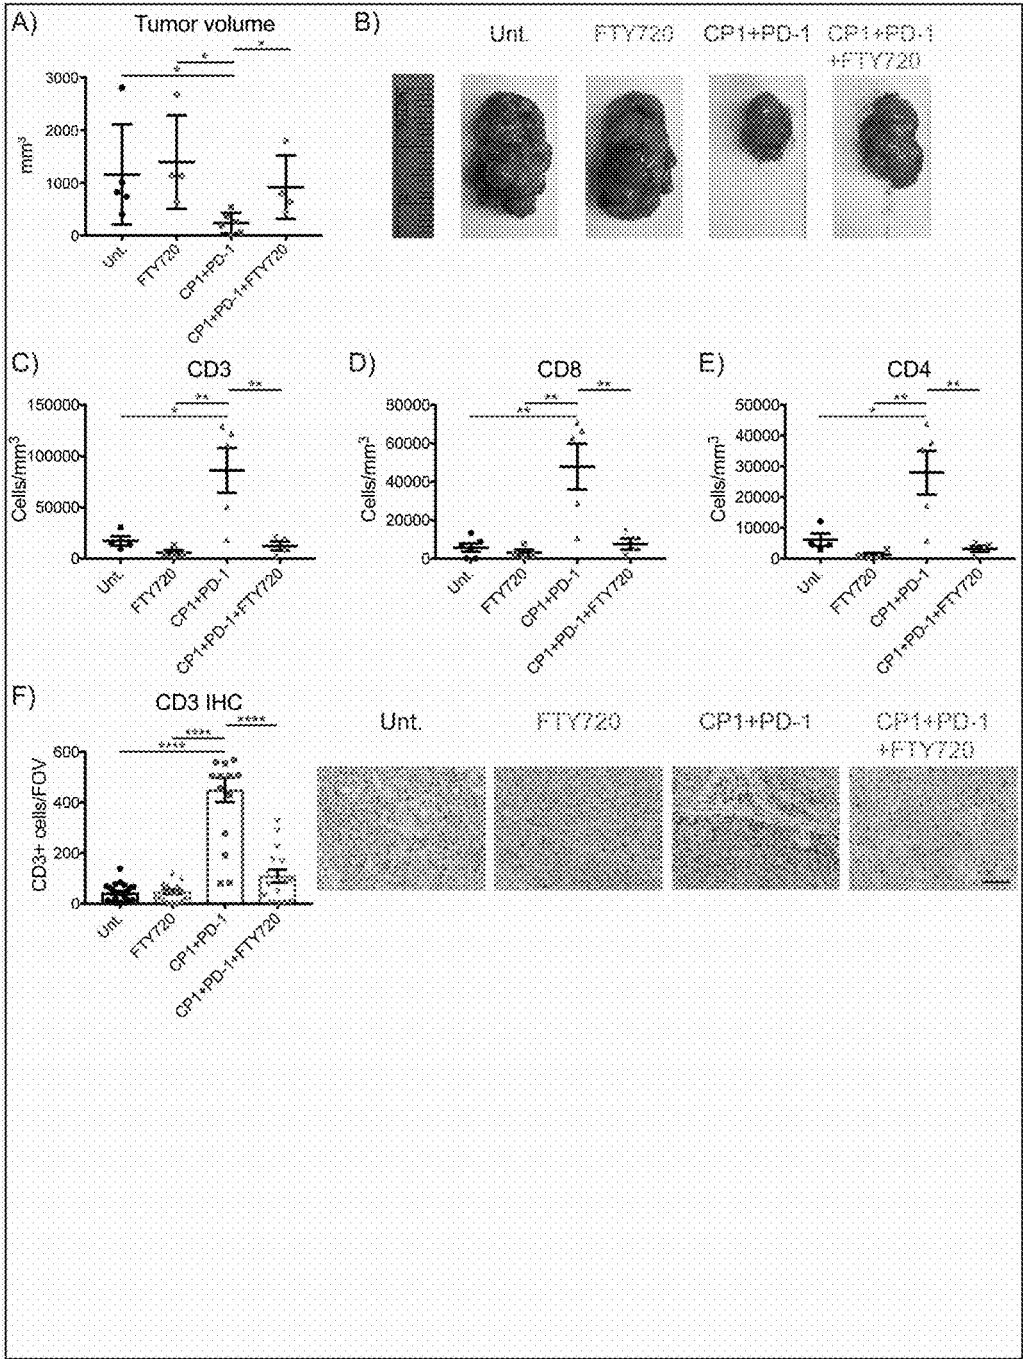 A)
Tumor volume
*
*
*
mm³
3000
2000
1000
0
Unt.
FTY720
CP1+PD-1
CP1+PD-1+FTY720
B)
Unt.
FTY720
CP1+PD-1
CP1+PD-1
+FTY720
C)
CD3
**
**
*
Cells/mm³
150000
100000
50000
0
Unt.
FTY720
CP1+PD-1
CP1+PD-1+FTY720
D)
CD8
**
**
**
Cells/mm³
80000
60000
40000
20000
0
Unt.
FTY720
CP1+PD-1
CP1+PD-1+FTY720
E)
CD4
**
**
*
Cells/mm³
50000
40000
30000
20000
10000
0
Unt.
FTY720
CP1+PD-1
CP1+PD-1+FTY720
F)
CD3 IHC
****
****
****
CD3+ cells/FOV
600
400
200
0
Unt.
FTY720
CP1+PD-1
CP1+PD-1+FTY720
Unt.
FTY720
CP1+PD-1
CP1+PD-1
+FTY720